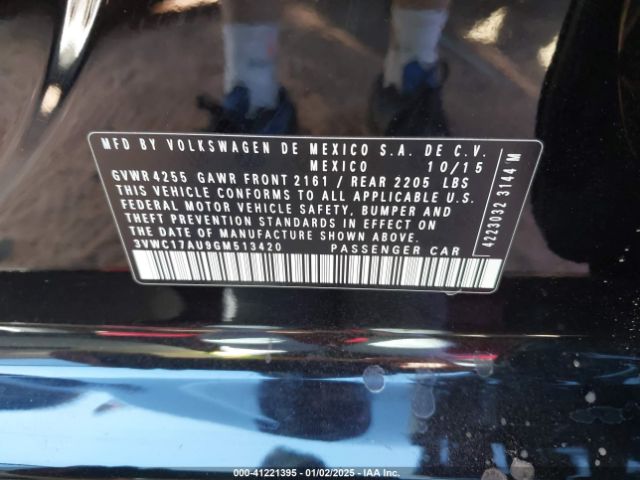 MFD. BY VOLKSWAGEN DE MEXICO S.A. DE C.V.
MEXICO 10/15
GVWR 4255 GAWR FRONT 2161 / REAR 2205 LBS
THIS VEHICLE CONFORMS TO ALL APPLICABLE U.S.
FEDERAL MOTOR VEHICLE SAFETY, BUMPER AND
THEFT PREVENTION STANDARDS IN EFFECT ON
THE DATE OF MANUFACTURE SHOWN ABOVE.
3VWC17AU9GM513420 PASSENGER CAR
4223032 3144 M
000-41221395 - 01/02/2025 - IAA Inc.